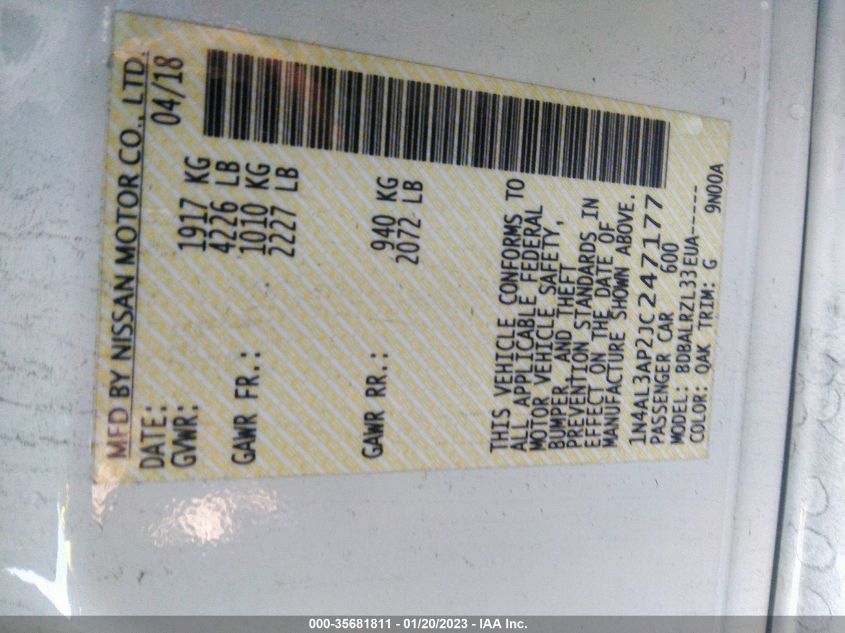 MFD BY NISSAN MOTOR CO., LTD.
DATE: 04/18
GVWR: 1917 KG
4226 LB
GAWR FR.: 1010 KG
2227 LB
GAWR RR.: 940 KG
2072 LB
THIS VEHICLE CONFORMS TO
ALL APPLICABLE FEDERAL
MOTOR VEHICLE SAFETY,
BUMPER AND THEFT
PREVENTION STANDARDS IN
EFFECT ON THE DATE OF
MANUFACTURE SHOWN ABOVE.
1N4AL3AP2JC247177
PASSENGER CAR 600
MODEL: BDBALRZL33EUA-----
COLOR: QAK TRIM: G 9N00A
000-35681811 - 01/20/2023 - IAA Inc.